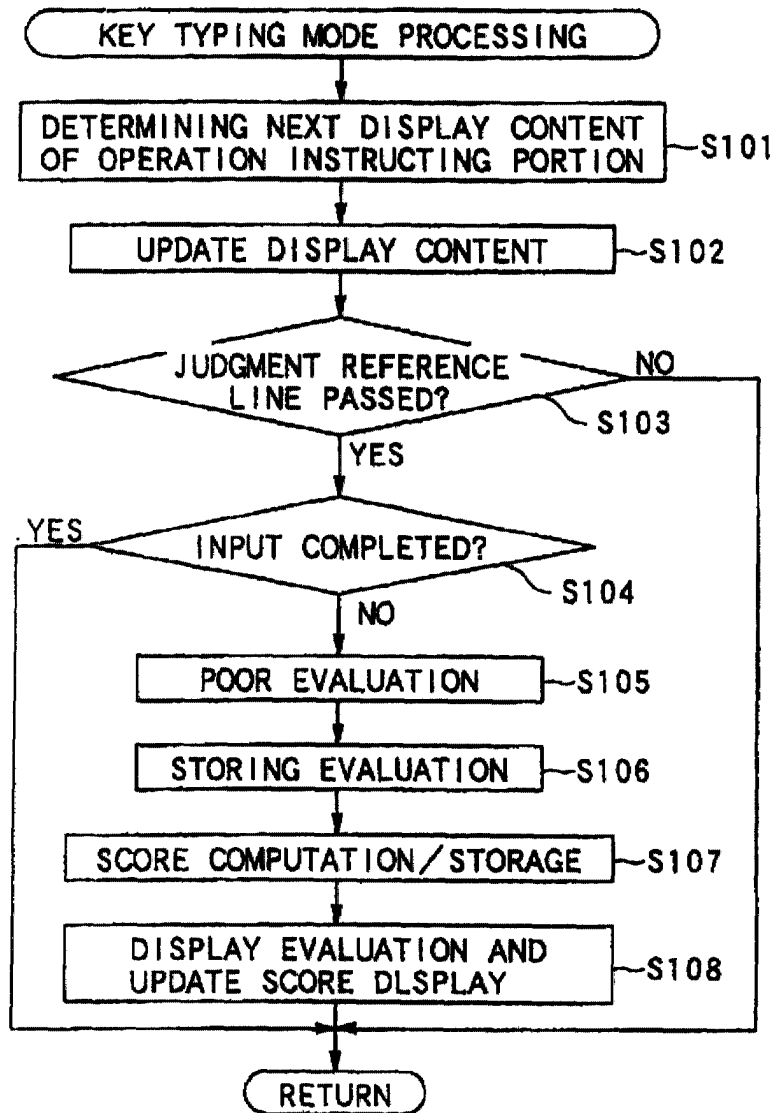 KEY TYPING MODE PROCESSING
DETERMINING NEXT DISPLAY CONTENT
OF OPERATION INSTRUCTING PORTION
S101
UPDATE DISPLAY CONTENT
S102
JUDGMENT REFERENCE
LINE PASSED?
NO
S103
YES
YES
INPUT COMPLETED?
S104
NO
POOR EVALUATION
S105
STORING EVALUATION
S106
SCORE COMPUTATION/STORAGE
S107
DISPLAY EVALUATION AND
UPDATE SCORE DLSPLAY
S108
RETURN